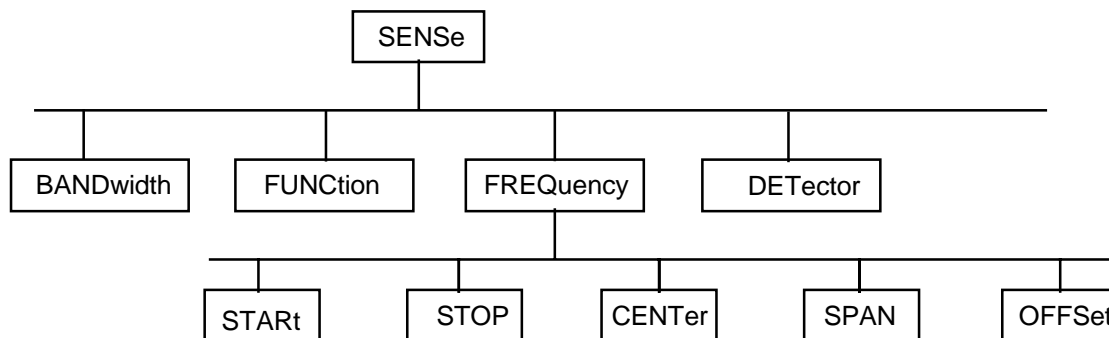 SENSe
BANDwidth FUNCtion FREQuency DETector
STARt STOP CENTer SPAN OFFSet